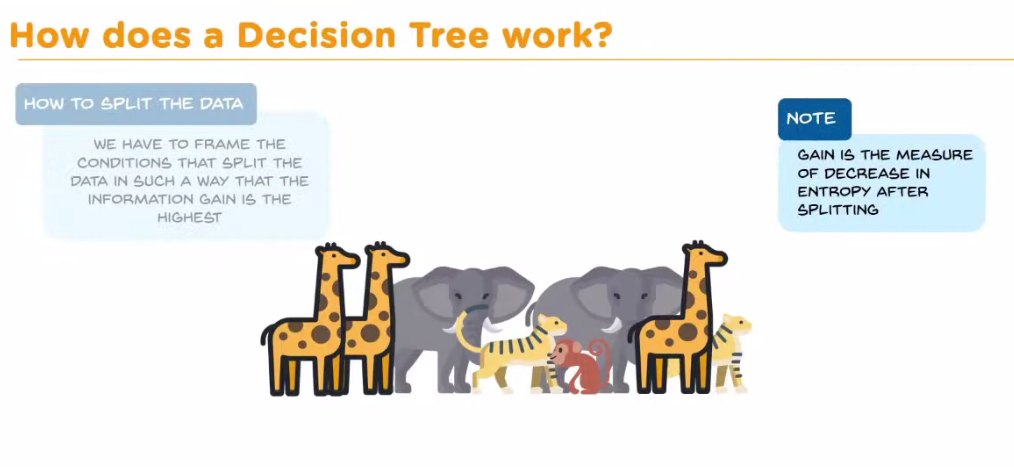 How does a Decision Tree work?
HOW TO SPLIT THE DATA
WE HAVE TO FRAME THE
CONDITIONS THAT SPLIT THE
DATA IN SUCH A WAY THAT THE
INFORMATION GAIN IS THE
HIGHEST
NOTE
GAIN IS THE MEASURE
OF DECREASE IN
ENTROPY AFTER
SPLITTING